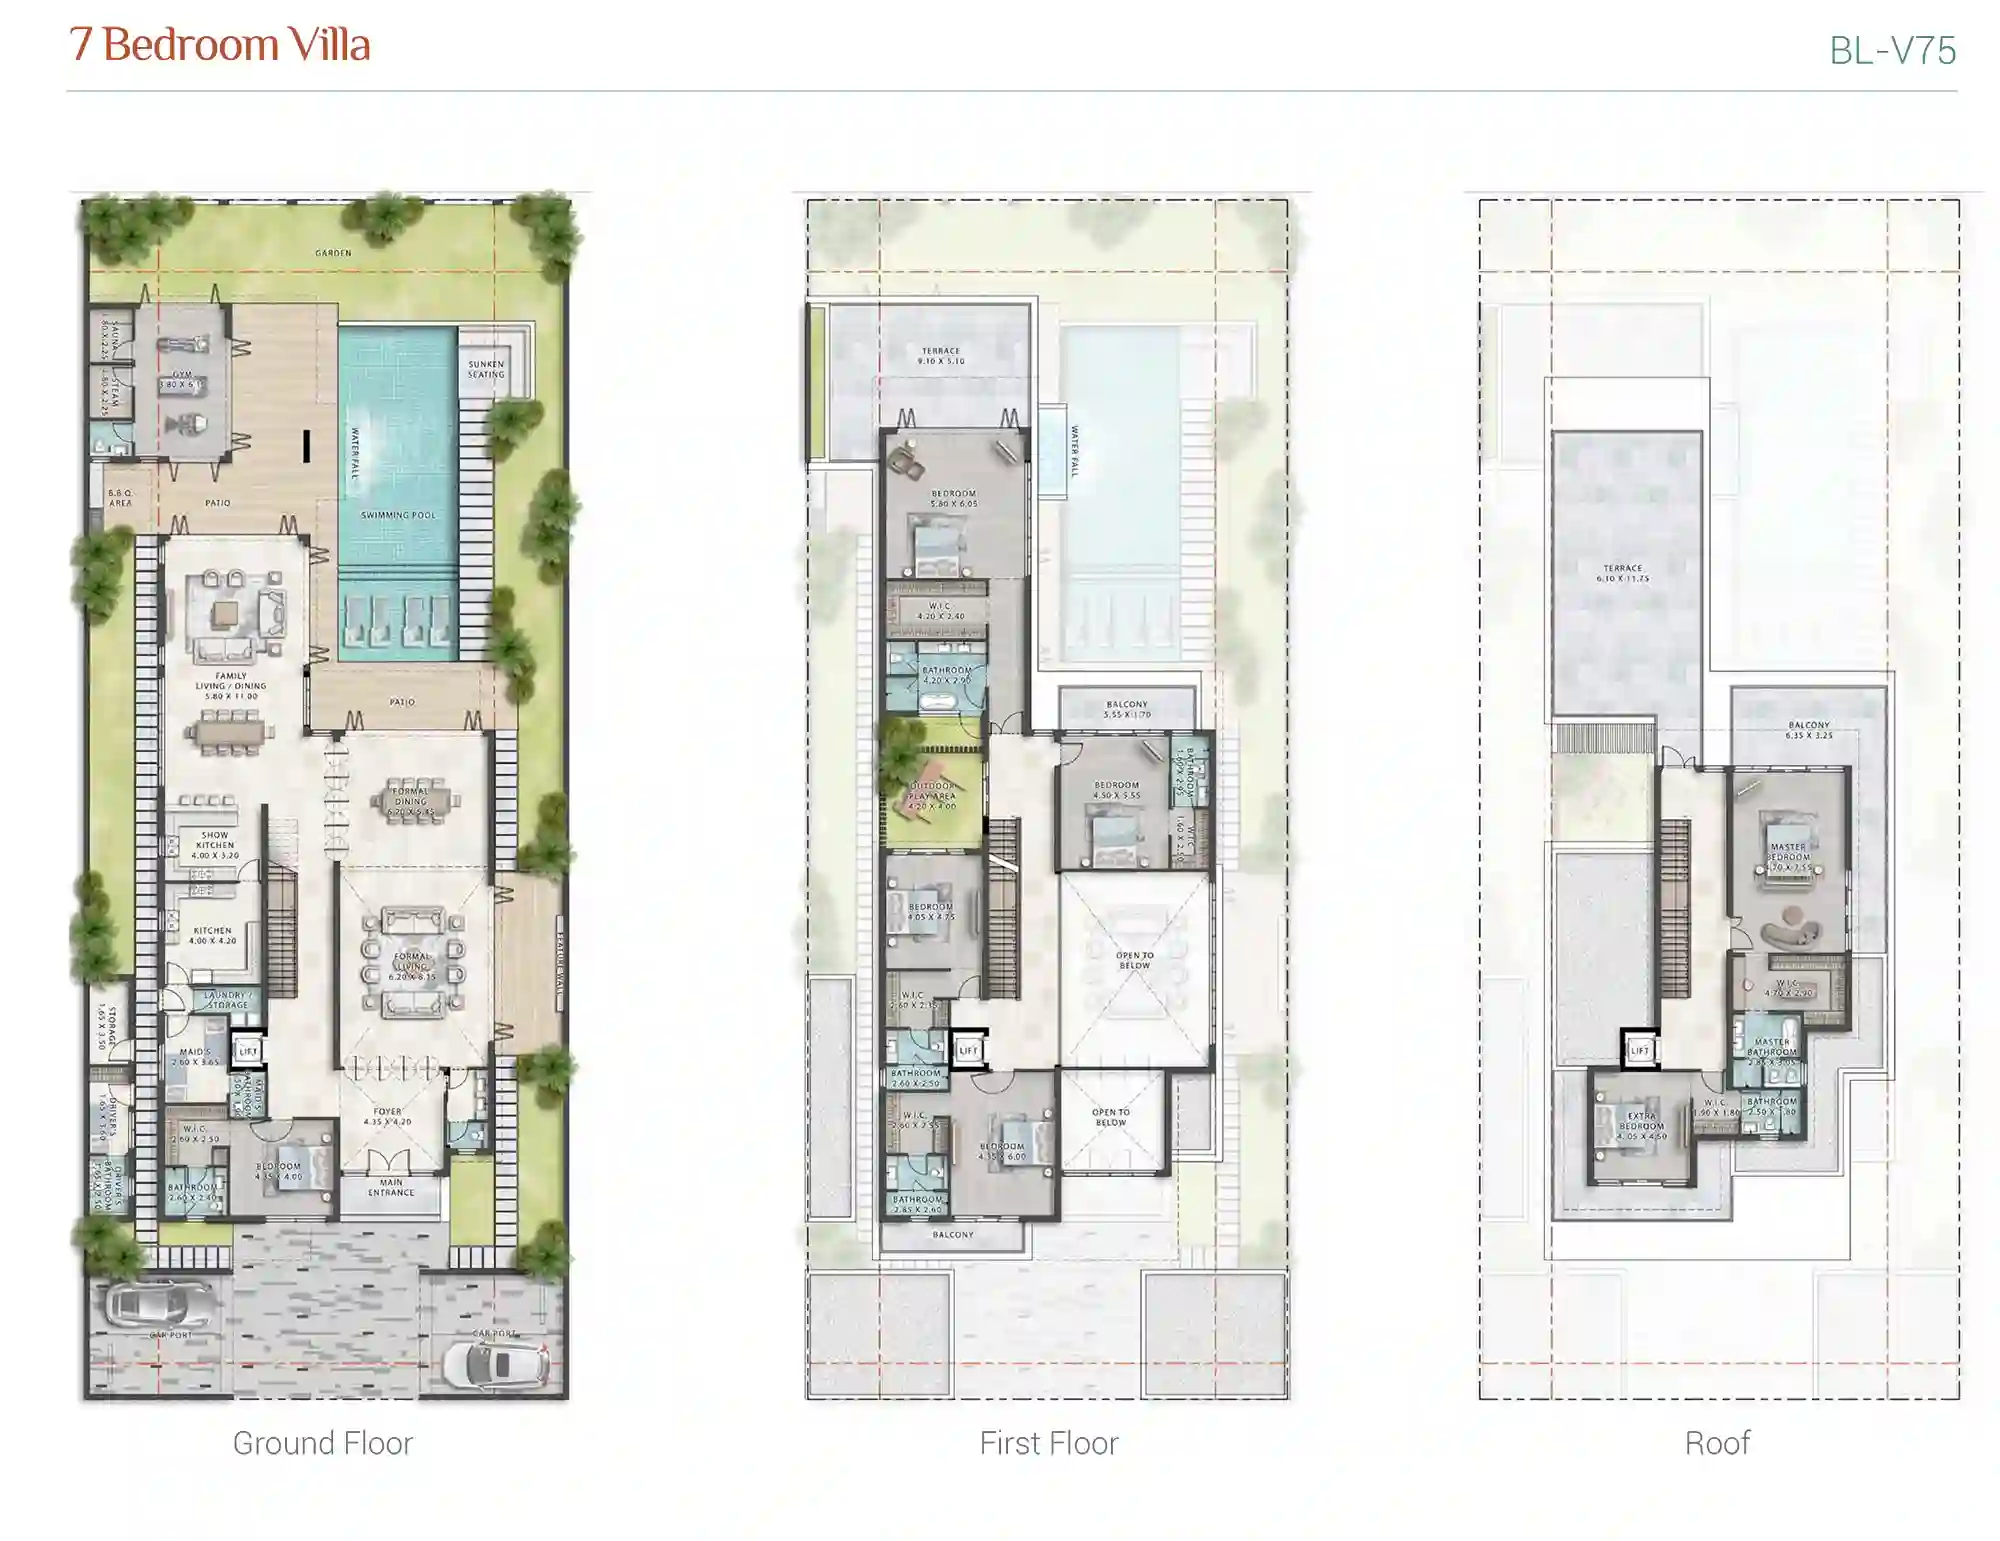 7 Bedroom Villa
BL-V75
GARDEN
SAUNA
1.80 X 2.25
STEAM
1.80 X 2.25
GYM
3.80 X
SUNKEN
SEATING
WATER FALL
SWIMMING POOL
B.B.Q.
AREA
PATIO
FAMILY
LIVING / DINING
5.80 X 11.00
PATIO
FORMAL
DINING
6.20 X 5.45
SHOW
KITCHEN
4.00 X 3.20
KITCHEN
4.00 X 4.20
FORMAL
LIVING
6.20 X 8.15
FEATURE WALL
LAUNDRY /
STORAGE
STORAGE
1.65 X 3.50
MAID'S
2.60 X 3.65
LIFT
MAID'S
BATHROOM
DRIVER'S
1.65 X 3.60
FOYER
4.35 X 4.20
W.I.C.
2.60 X 2.50
BEDROOM
4.35 X 4.00
DRIVER'S
BATHROOM
1.65 X 2.50
BATHROOM
2.60 X 2.40
MAIN
ENTRANCE
CAR PORT
CAR PORT
Ground Floor
TERRACE
9.10 X 5.10
WATER FALL
BEDROOM
5.80 X 6.05
W.I.C.
4.20 X 2.40
BATHROOM
4.20 X 2.90
BALCONY
5.55 X 1.70
OUTDOOR
PLAY AREA
4.20 X 4.00
BEDROOM
4.50 X 5.55
BATHROOM
1.60 X 2.95
W.I.C.
1.60 X 2.50
BEDROOM
4.05 X 4.75
OPEN TO
BELOW
W.I.C.
2.60 X 2.35
LIFT
BATHROOM
2.60 X 2.50
W.I.C.
2.60 X 2.55
BEDROOM
4.35 X 6.00
OPEN TO
BELOW
BATHROOM
2.85 X 2.60
BALCONY
First Floor
TERRACE
6.10 X 11.75
BALCONY
6.35 X 3.25
MASTER
BEDROOM
4.70 X 7.55
W.I.C.
4.70 X 2.90
LIFT
MASTER
BATHROOM
2.85 X 3.05
EXTRA
BEDROOM
4.05 X 4.50
W.I.C.
1.90 X 1.80
BATHROOM
2.50 X 1.80
Roof